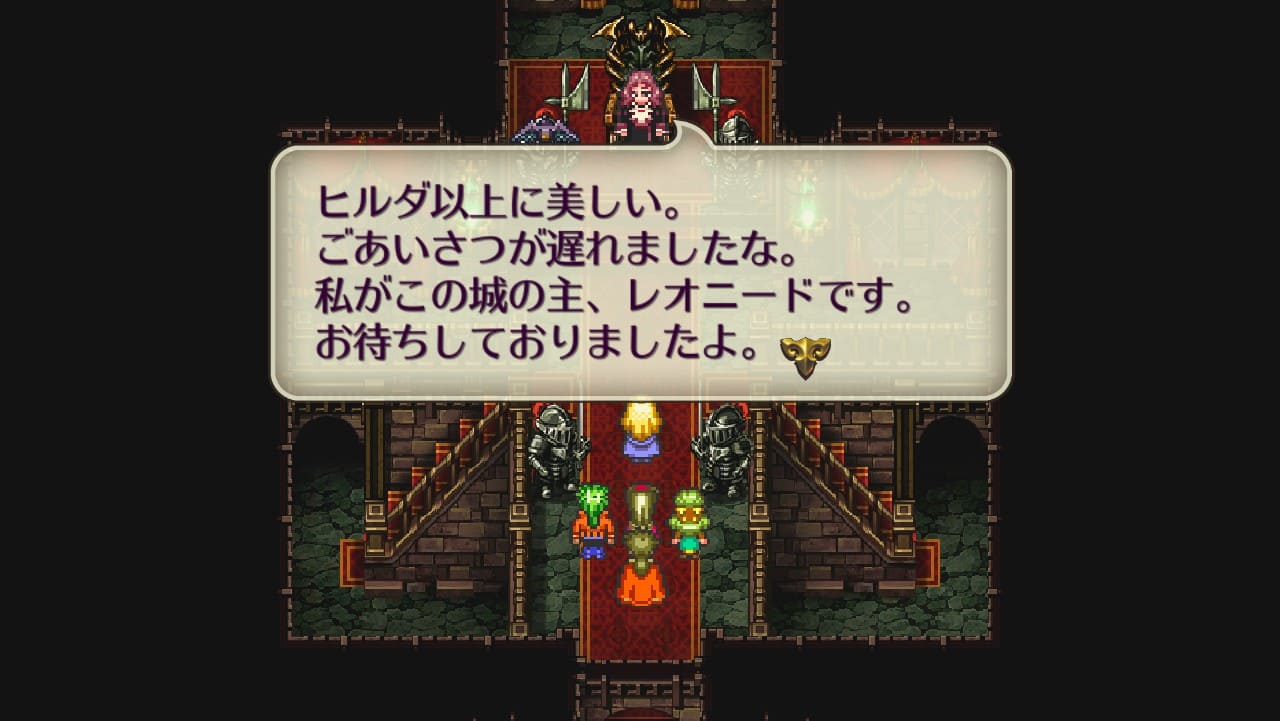 ヒルダ以上に美しい。
ごあいさつが遅れましたな。
私がこの城の主、レオニードです。
お待ちしておりましたよ。